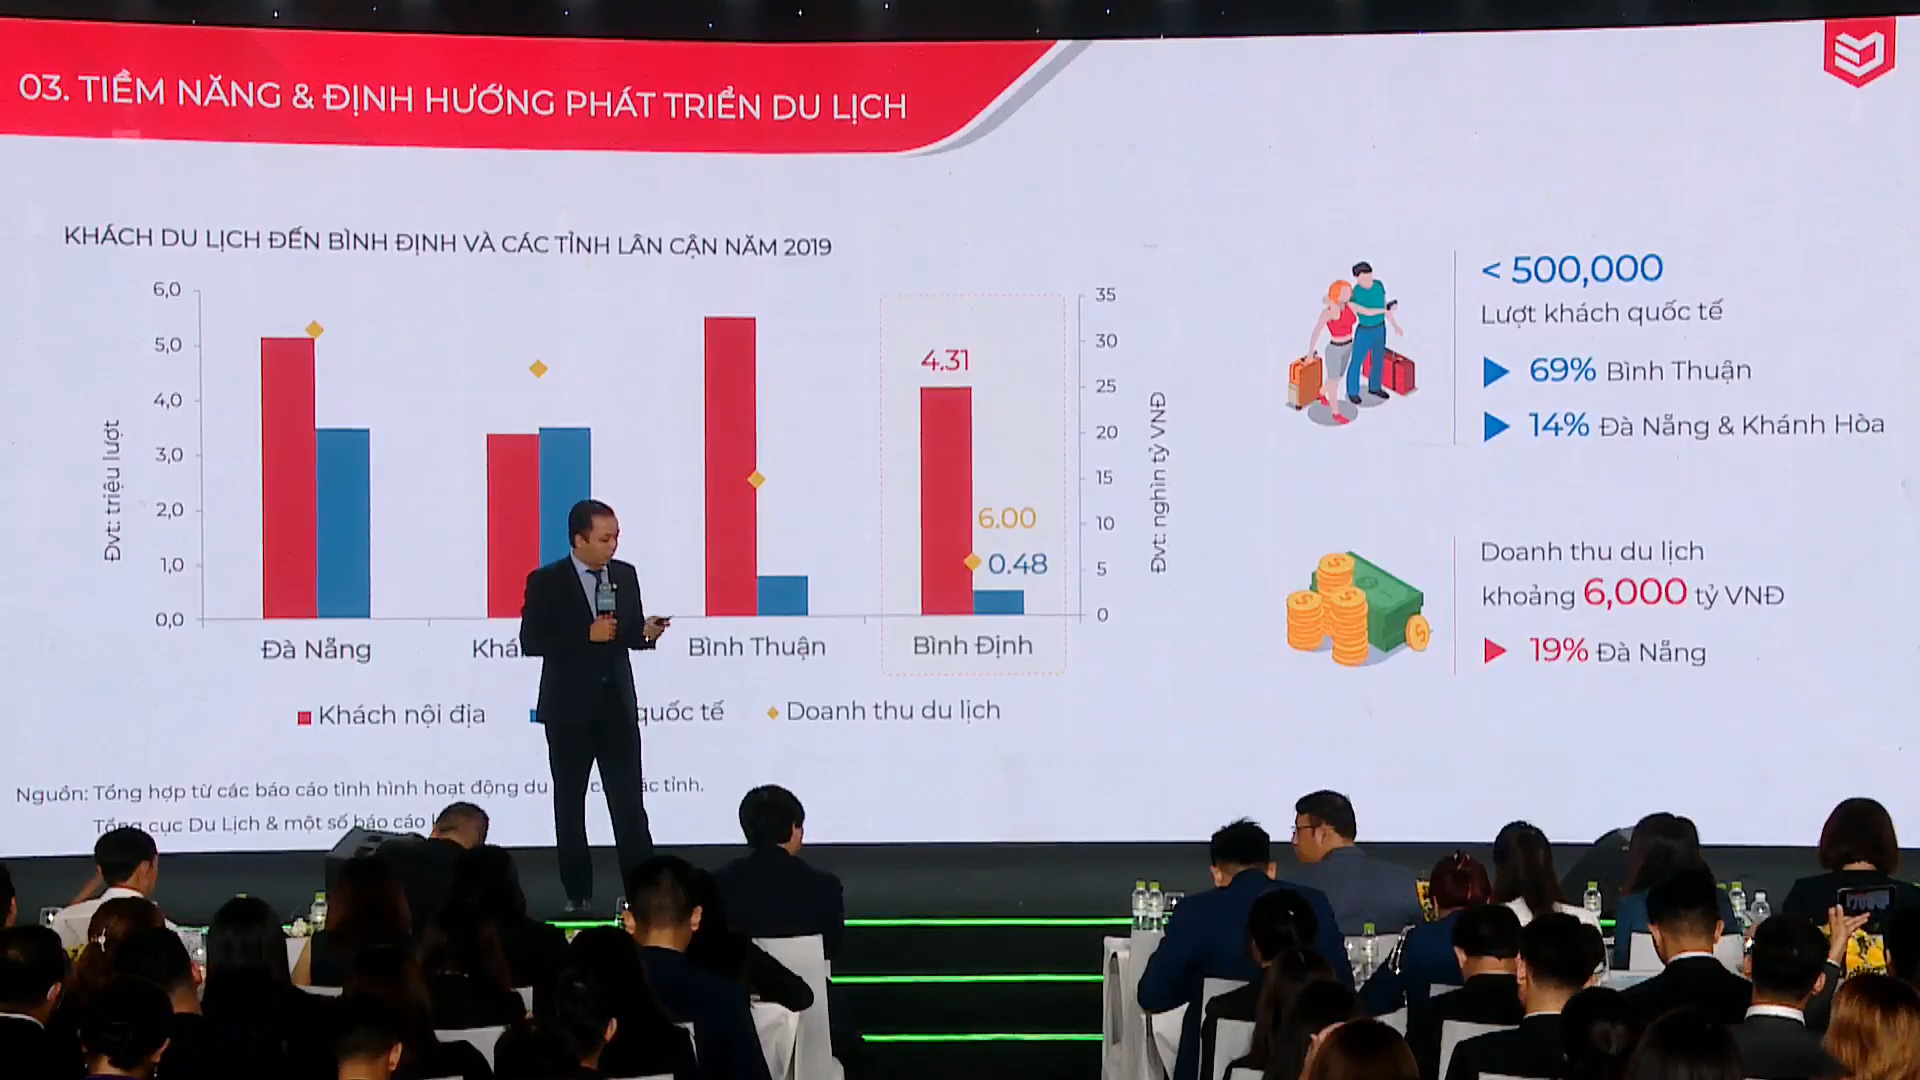 03. TIỀM NĂNG & ĐỊNH HƯỚNG PHÁT TRIỂN DU LỊCH
KHÁCH DU LỊCH ĐẾN BÌNH ĐỊNH VÀ CÁC TỈNH LÂN CẬN NĂM 2019
Đvt: triệu lượt
6,0
5,0
4,0
3,0
2,0
1,0
0,0
4.31
6.00
0.48
35
30
25
20
15
10
5
0
Đvt: nghìn tỷ VNĐ
Đà Nẵng
Bình Thuận
Bình Định
Khách nội địa
quốc tế
Doanh thu du lịch
Nguồn: Tổng hợp từ các báo cáo tình hình hoạt động du tỉnh.
Tổng cục Du Lịch & một số báo cáo
< 500,000
Lượt khách quốc tế
69% Bình Thuận
14% Đà Nẵng & Khánh Hòa
Doanh thu du lịch
khoảng 6,000 tỷ VNĐ
19% Đà Nẵng